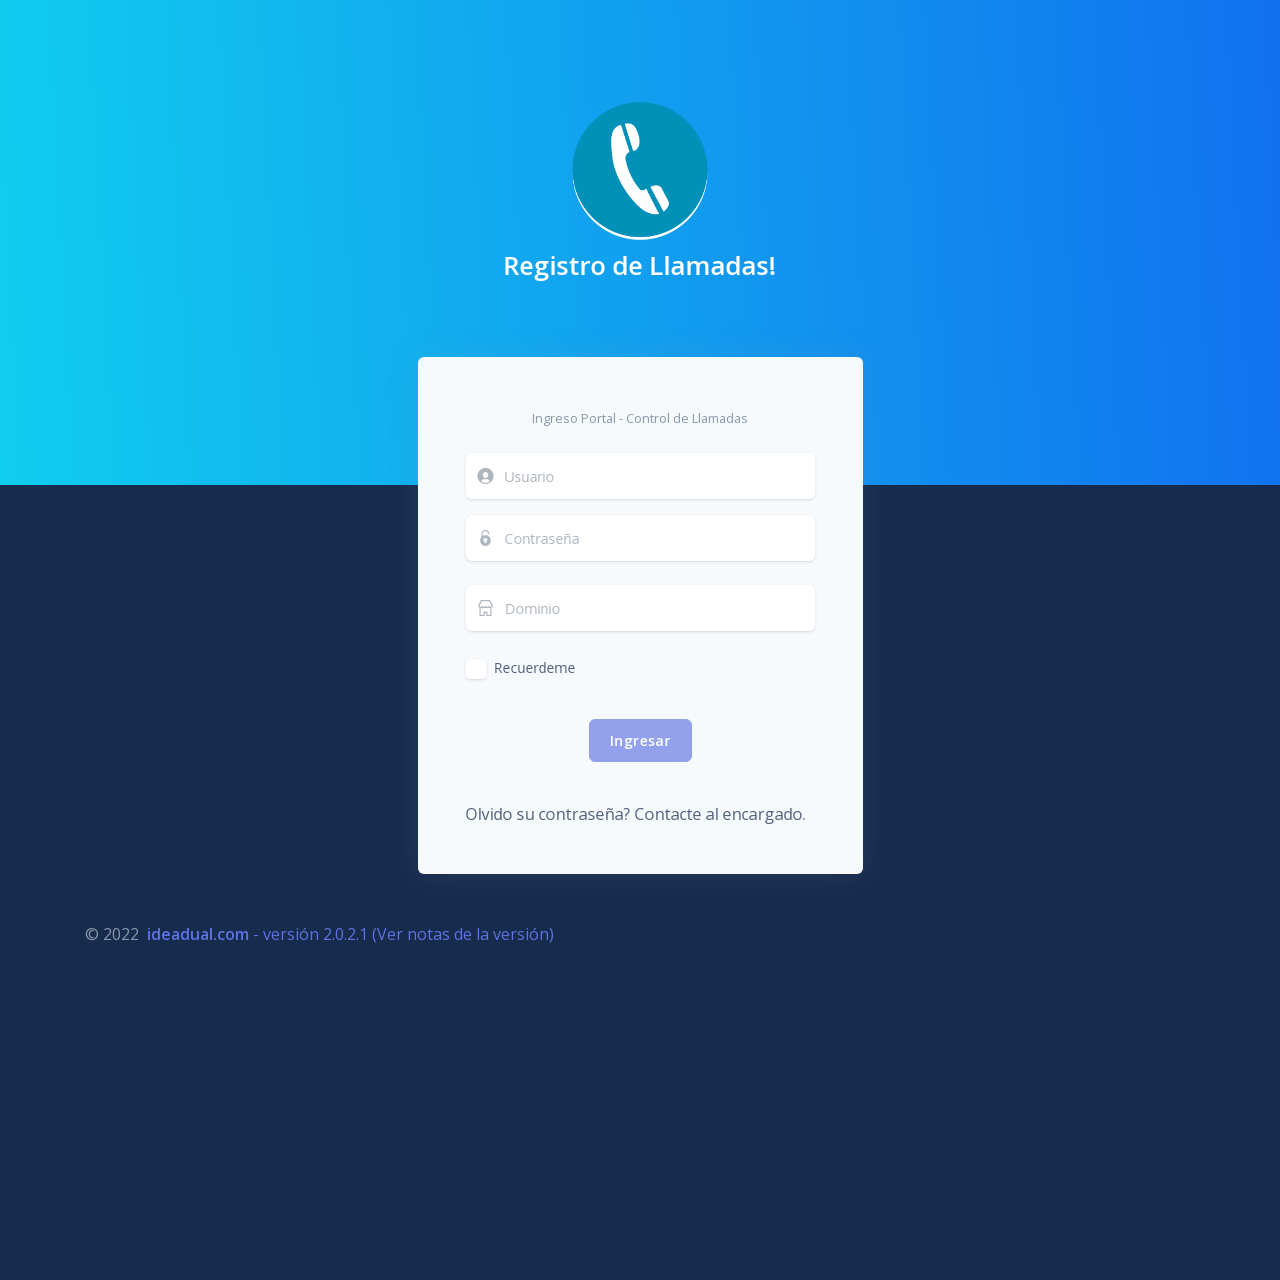 Registro de Llamadas!
Ingreso Portal - Control de Llamadas
Usuario
Contraseña
Dominio
Recuerdeme
Ingresar
Olvido su contraseña? Contacte al encargado.
© 2022 ideadual.com - versión 2.0.2.1 (Ver notas de la versión)